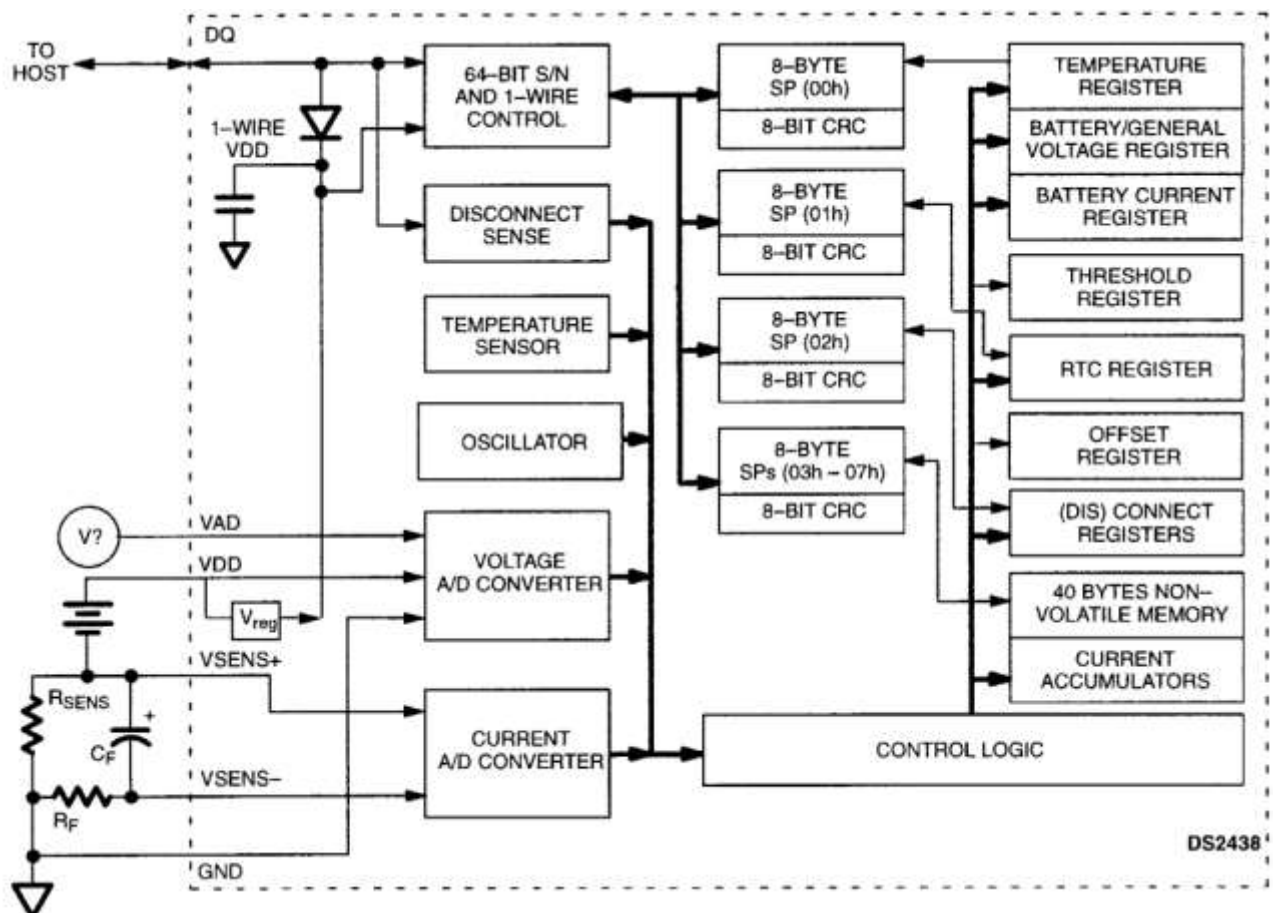 DQ
TO
HOST
64–BIT S/N
AND 1–WIRE
CONTROL
1–WIRE
VDD
DISCONNECT
SENSE
TEMPERATURE
SENSOR
OSCILLATOR
V?
VAD
VDD
Vreg
VOLTAGE
A/D CONVERTER
VSENS+
RSENS
+
CF
CURRENT
A/D CONVERTER
VSENS–
RF
GND
8–BYTE
SP (00h)
8–BIT CRC
8–BYTE
SP (01h)
8–BIT CRC
8–BYTE
SP (02h)
8–BIT CRC
8–BYTE
SPs (03h – 07h)
8–BIT CRC
TEMPERATURE
REGISTER
BATTERY/GENERAL
VOLTAGE REGISTER
BATTERY CURRENT
REGISTER
THRESHOLD
REGISTER
RTC REGISTER
OFFSET
REGISTER
(DIS) CONNECT
REGISTERS
40 BYTES NON–
VOLATILE MEMORY
CURRENT
ACCUMULATORS
CONTROL LOGIC
DS2438